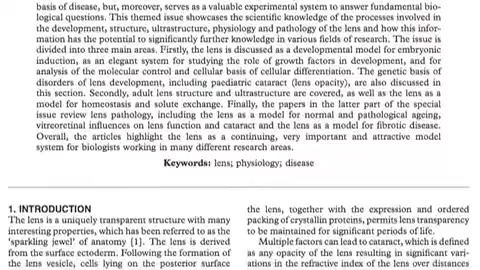 basis of disease, but, moreover, serves as a valuable experimental system to answer fundamental bio-
logical questions. This themed issue showcases the scientific knowledge of the processes involved in
the development, structure, ultrastructure, physiology and pathology of the lens and how this infor-
mation has the potential to significantly further knowledge in various fields of research. The issue is
divided into three main areas. Firstly, the lens is discussed as a developmental model for embryonic
induction, as an elegant system for studying the role of growth factors in development, and for
analysis of the molecular control and cellular basis of cellular differentiation. The genetic basis of
disorders of lens development, including paediatric cataract (lens opacity), are also discussed in
this section. Secondly, adult lens structure and ultrastructure are covered, as well as the lens as a
model for homeostasis and solute exchange. Finally, the papers in the latter part of the special
issue review lens pathology, including the lens as a model for normal and pathological ageing,
vitreoretinal influences on lens function and cataract and the lens as a model for fibrotic disease.
Overall, the articles highlight the lens as a continuing, very important and attractive model
system for biologists working in many different research areas.
Keywords: lens; physiology; disease
1. INTRODUCTION
The lens is a uniquely transparent structure with many
interesting properties, which has been referred to as the
'sparkling jewel' of anatomy [1]. The lens is derived
from the surface ectoderm. Following the formation of
the lens vesicle, cells lying on the posterior surface
the lens, together with the expression and ordered
packing of crystallin proteins, permits lens transparency
to be maintained for significant periods of life.
Multiple factors can lead to cataract, which is defined
as any opacity of the lens resulting in significant vari-
ations in the refractive index of the lens over distances